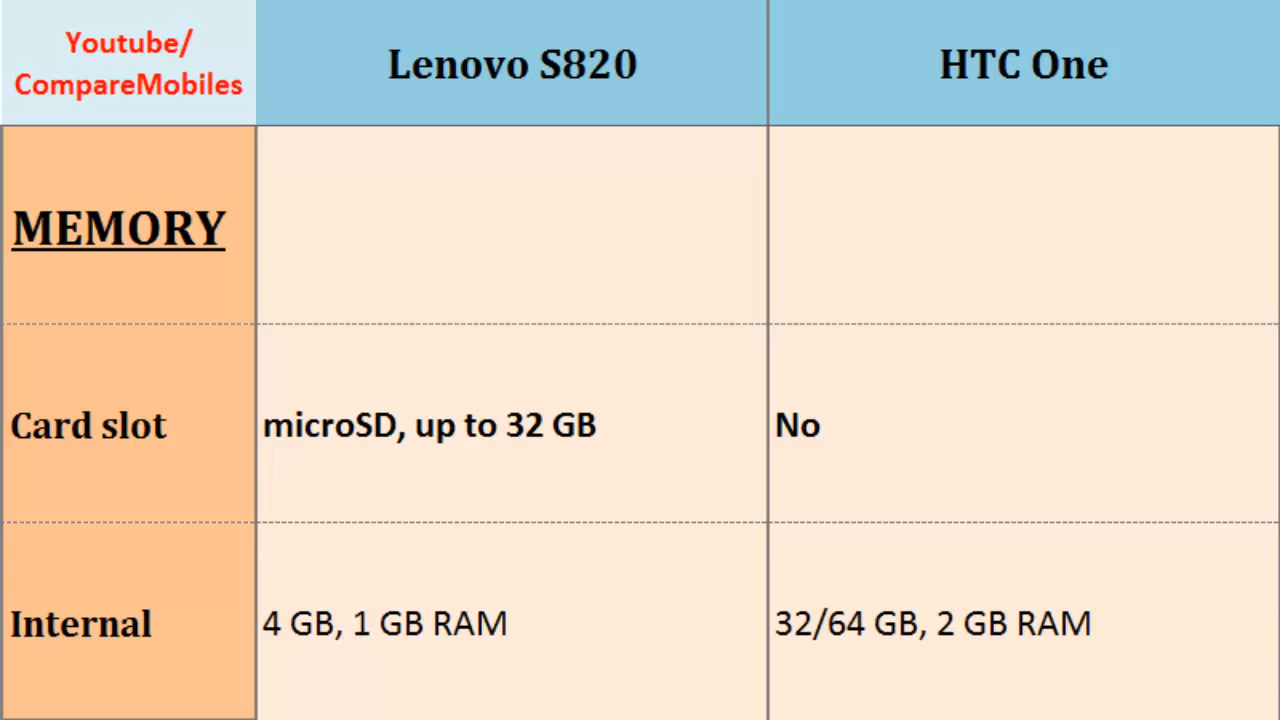 Youtube/
CompareMobiles
Lenovo S820
HTC One
MEMORY
Card slot
microSD, up to 32 GB
No
Internal
4 GB, 1 GB RAM
32/64 GB, 2 GB RAM